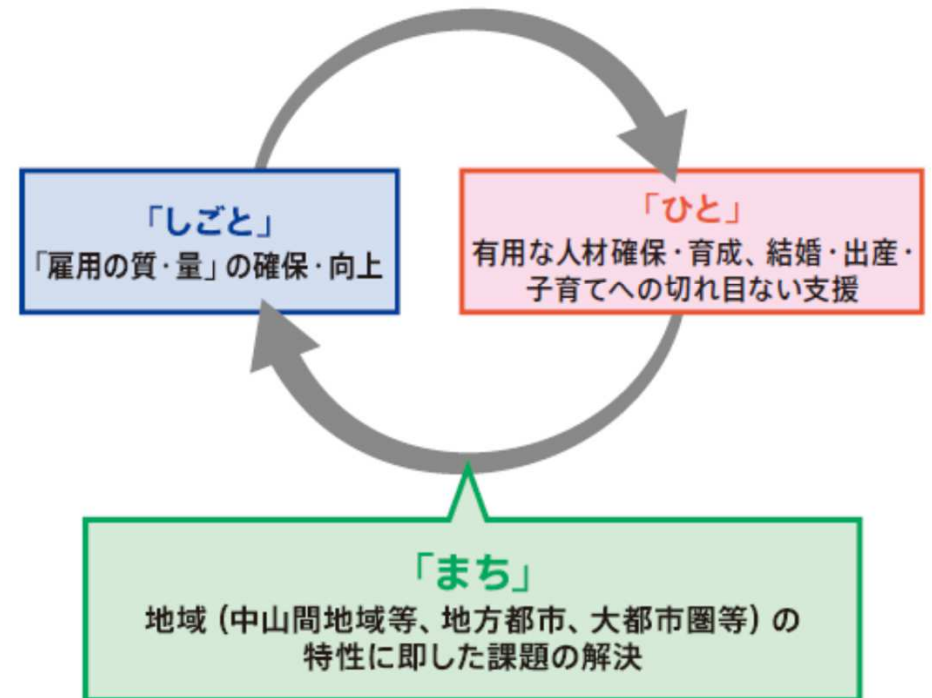 「しごと」
「雇用の質・量」の確保・向上
「ひと」
有用な人材確保・育成、結婚・出産・
子育てへの切れ目ない支援
「まち」
地域（中山間地域等、地方都市、大都市圏等）の
特性に即した課題の解決